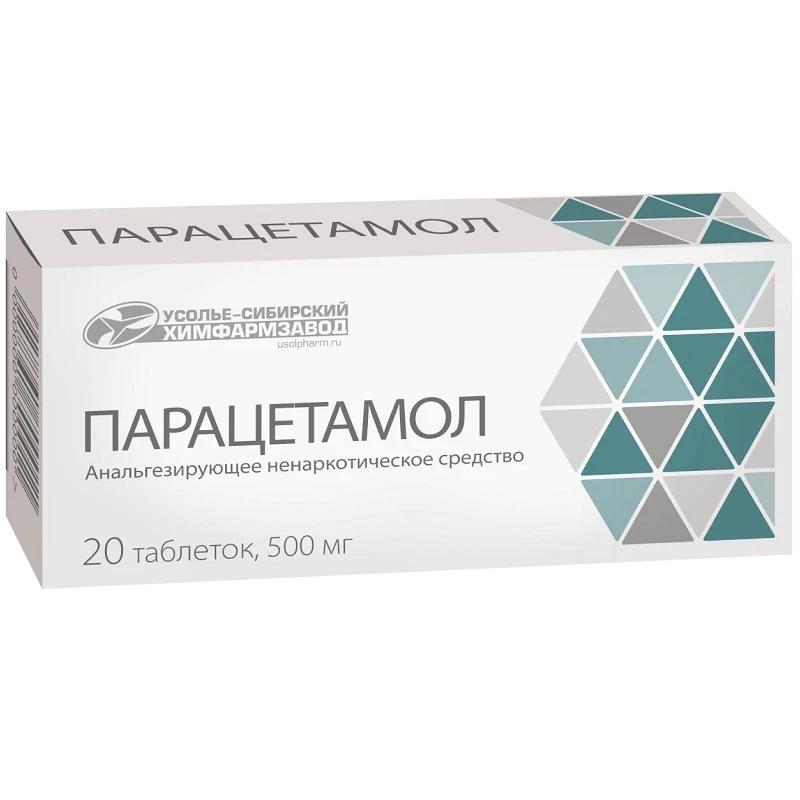 ПАРАЦЕТАМОЛ
УСОЛЬЕ-СИБИРСКИЙ
ХИМФАРМЗАВОД
usolpharm.ru
ПАРАЦЕТАМОЛ
Анальгезирующее ненаркотическое средство
20 таблеток, 500 мг